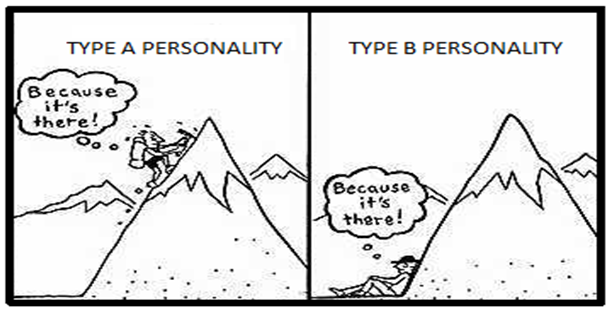 TYPE A PERSONALITY
Because
it's
there!
TYPE B PERSONALITY
Because
it's
there!